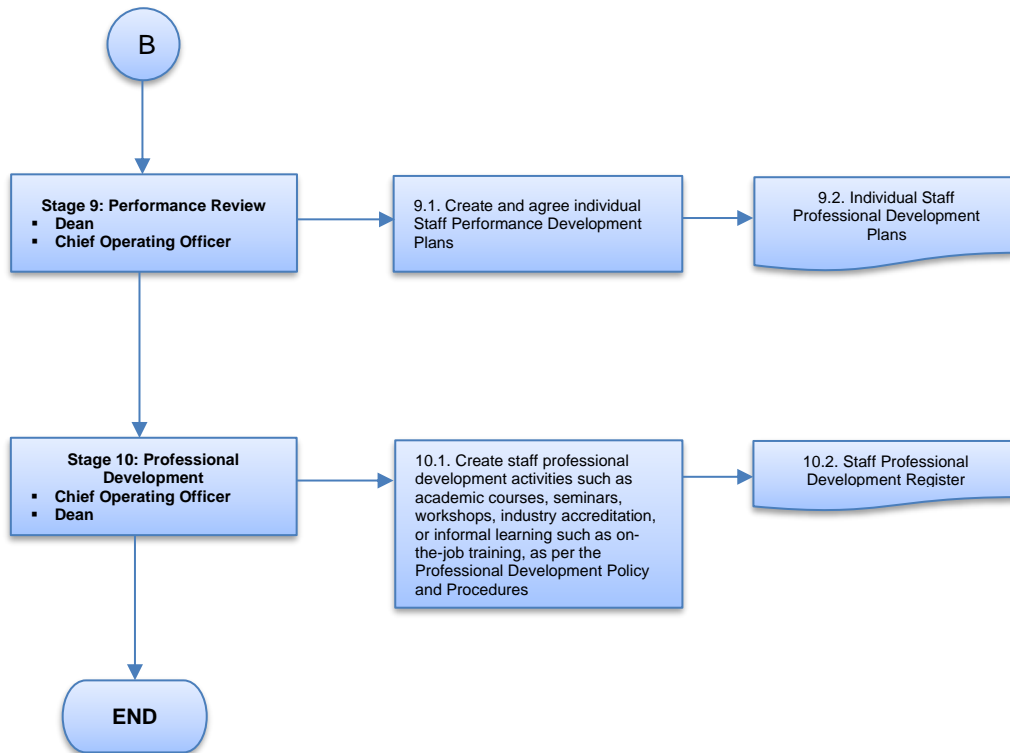 B
Stage 9: Performance Review
▪ Dean
▪ Chief Operating Officer
9.1. Create and agree individual
Staff Performance Development
Plans
9.2. Individual Staff
Professional Development
Plans
Stage 10: Professional
Development
▪ Chief Operating Officer
▪ Dean
10.1. Create staff professional
development activities such as
academic courses, seminars,
workshops, industry accreditation,
or informal learning such as on-
the-job training, as per the
Professional Development Policy
and Procedures
10.2. Staff Professional
Development Register
END